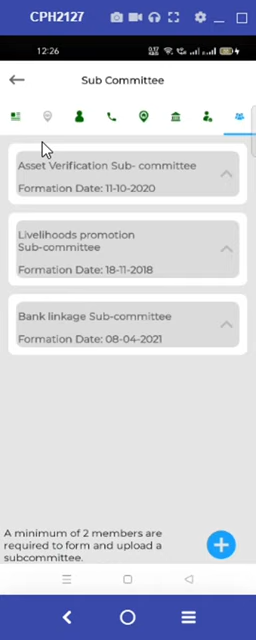 CPH2127
12:26
Sub Committee
Asset Verification Sub- committee
Formation Date: 11-10-2020
Livelihoods promotion
Sub-committee
Formation Date: 18-11-2018
Bank linkage Sub-committee
Formation Date: 08-04-2021
A minimum of 2 members are
required to form and upload a
subcommittee.